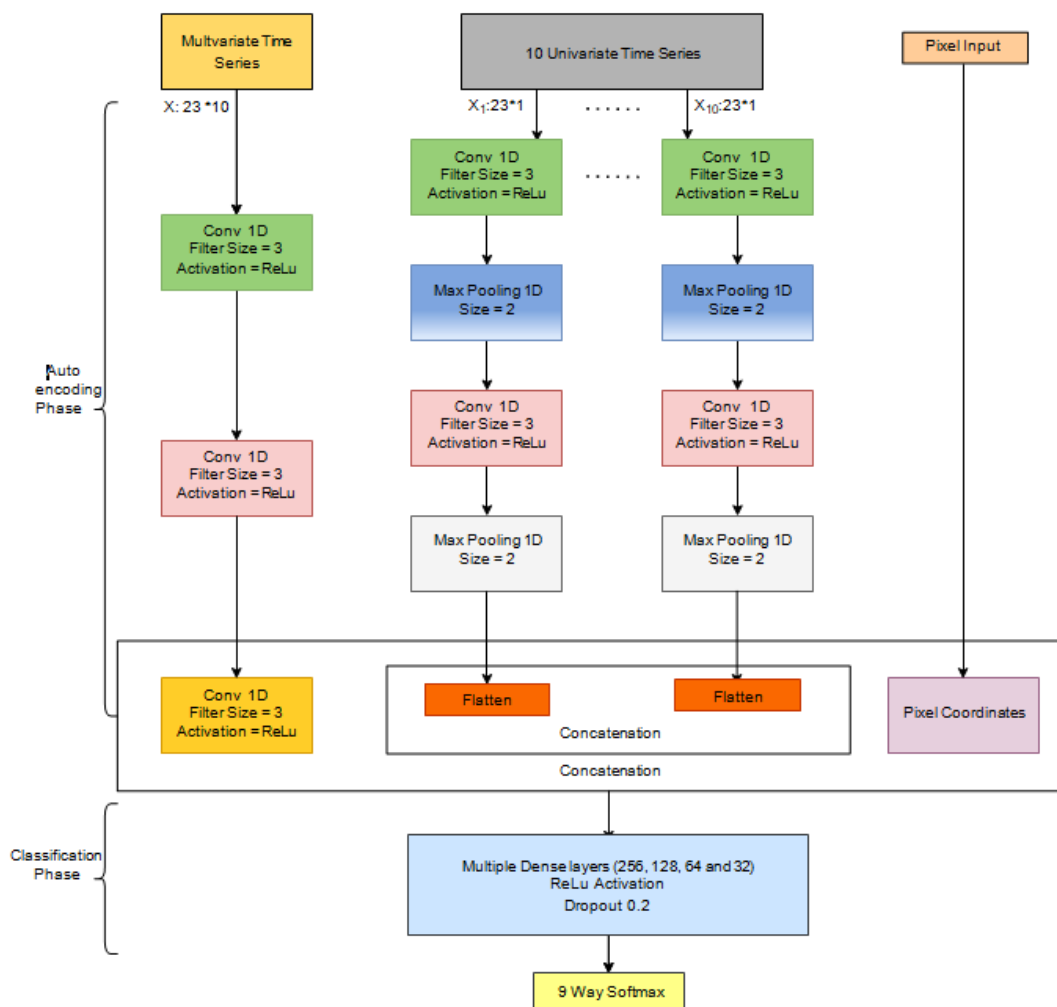 Multvariate Time
Series
10 Univariate Time Series
Pixel Input
X: 23 *10
X1:23*1
......
X10:23*1
Conv 1D
Filter Size = 3
Activation = ReLu
......
Conv 1D
Filter Size = 3
Activation = ReLu
Conv 1D
Filter Size = 3
Activation = ReLu
Max Pooling 1D
Size = 2
Max Pooling 1D
Size = 2
Auto
encoding
Phase
Conv 1D
Filter Size = 3
Activation = ReLu
Conv 1D
Filter Size = 3
Activation = ReLu
Conv 1D
Filter Size = 3
Activation = ReLu
Max Pooling 1D
Size = 2
Max Pooling 1D
Size = 2
Conv 1D
Filter Size = 3
Activation = ReLu
Flatten
Flatten
Pixel Coordinates
Concatenation
Concatenation
Classification
Phase
Multiple Dense layers (256, 128, 64 and 32)
ReLu Activation
Dropout 0.2
9 Way Softmax